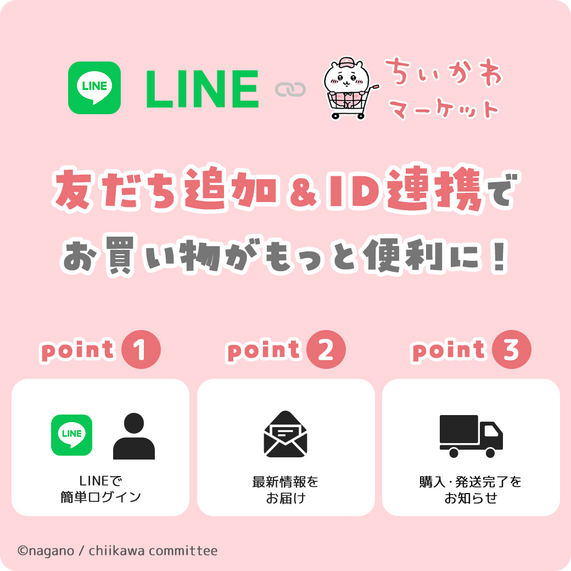 LINE
LINE
ちいかわ
マーケット
友だち追加&ID連携で
お買い物がもっと便利に!
point 1
point 2
point 3
LINE
LINEで
簡単ログイン
最新情報を
お届け
購入・発送完了を
お知らせ
©nagano / chiikawa committee